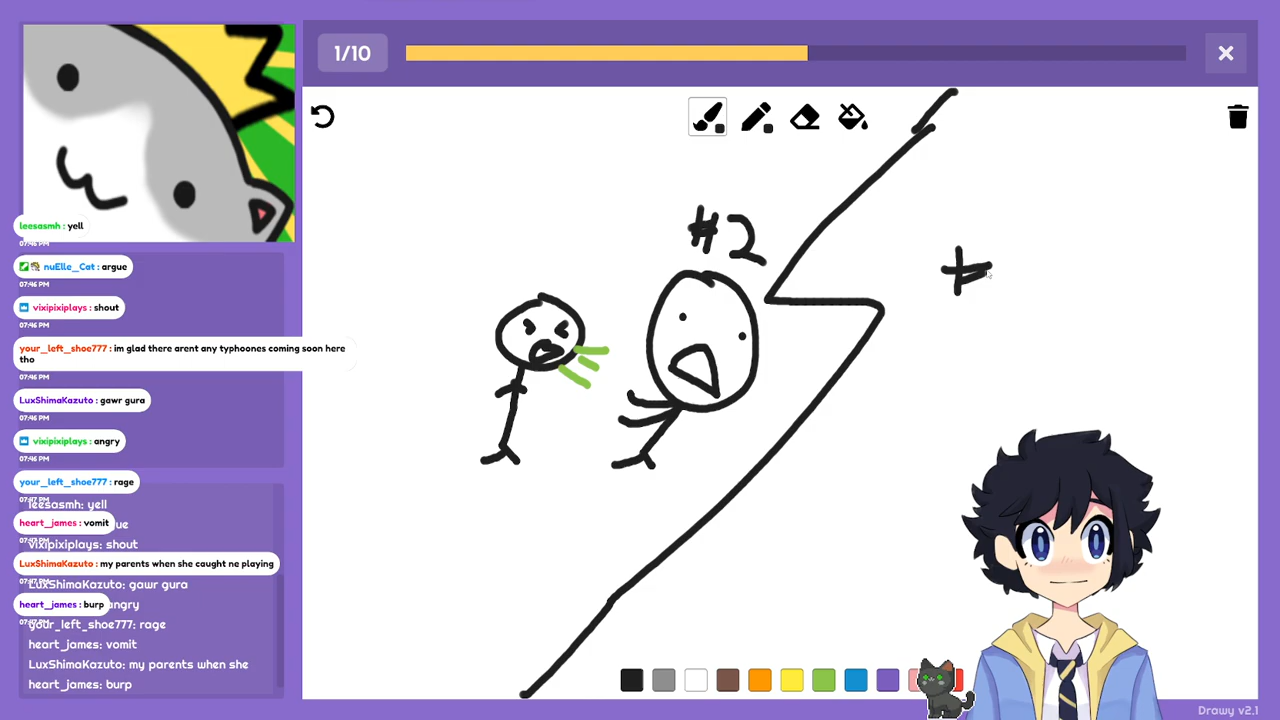 1/10
#2
leesasmh : yell
07:46 PM
nuElle_Cat : argue
07:46 PM
vixipixiplays : shout
07:46 PM
your_left_shoe777 : im glad there arent any typhoones coming soon here
tho
07:46 PM
LuxShimaKazuto : gawr gura
07:46 PM
vixipixiplays : angry
07:46 PM
your_left_shoe777 : rage
leesasmh: yell
heart_james : vomit
vixipixiplays: shout
LuxShimaKazuto : my parents when she caught ne playing
LuxShimaKazuto: gawr gura
heart_james : burp
your_left_shoe777: rage
heart_james: vomit
LuxShimaKazuto: my parents when she
heart_james: burp
Drawy v2.1